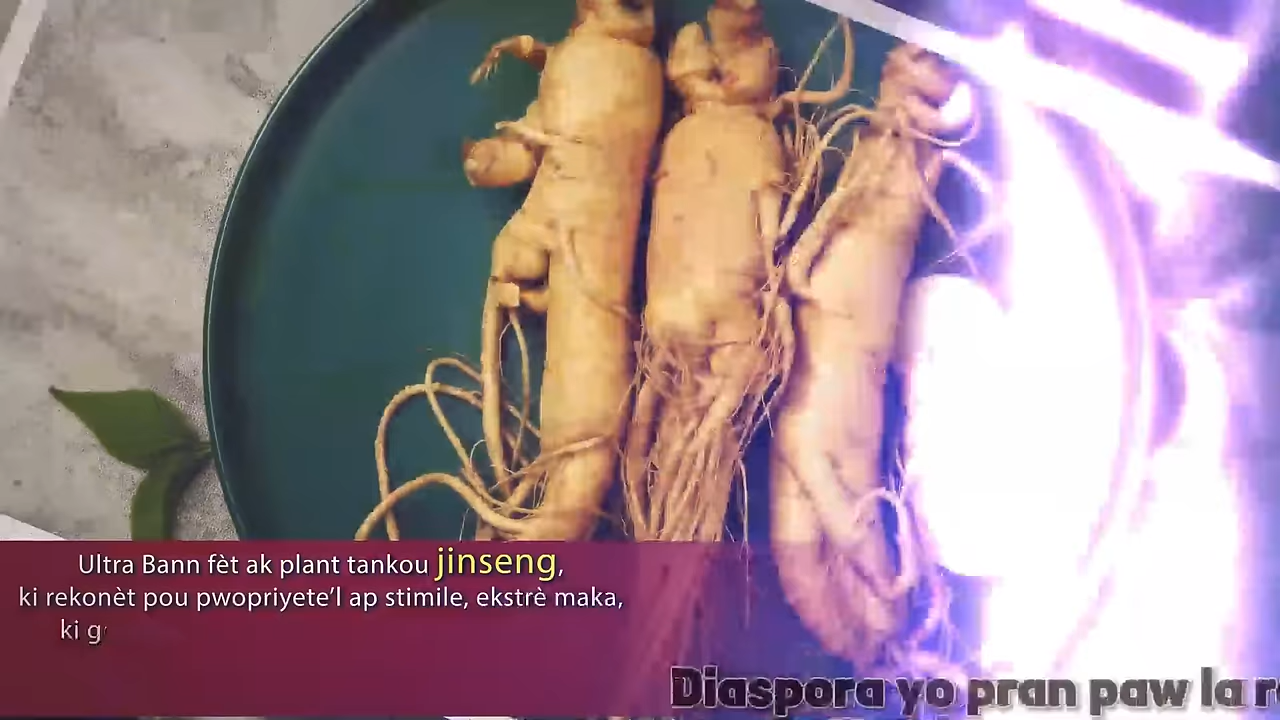 Ultra Bann fèt ak plant tankou jinseng,
ki rekonèt pou pwopriyete’l ap stimile, ekstrè maka,
ki
Diaspora yo pran paw la